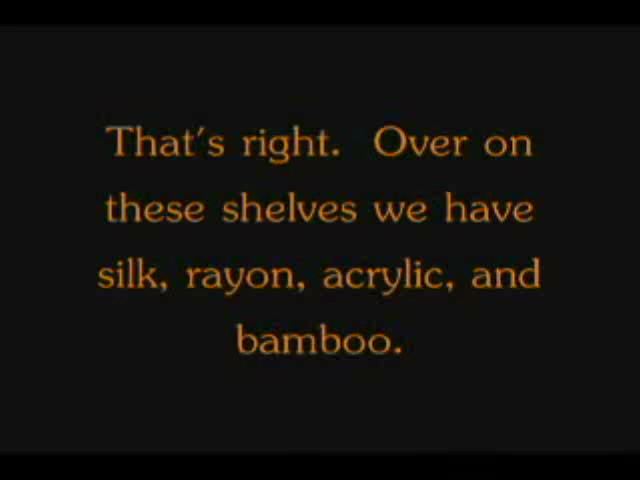 That's right.  Over on
these shelves we have
silk, rayon, acrylic, and
bamboo.